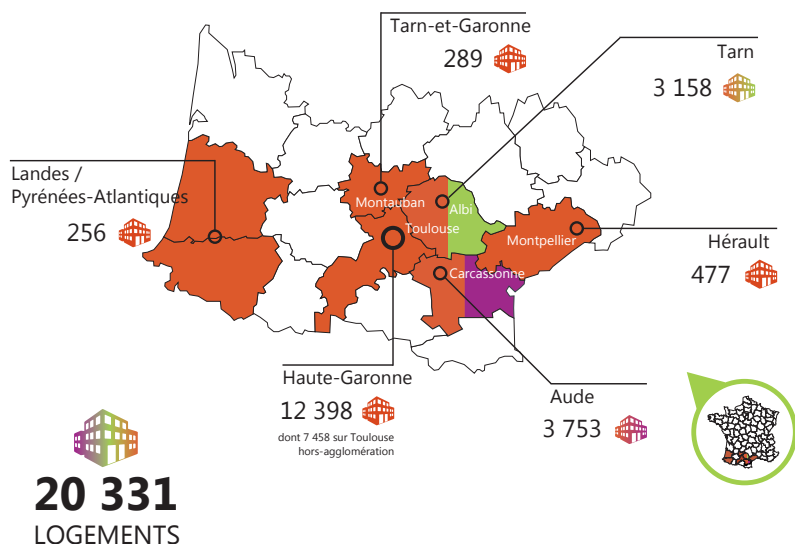 Tarn-et-Garonne
289
Tarn
3 158
Landes /
Pyrénées-Atlantiques
256
Montauban
Albi
Toulouse
Montpellier
Carcassonne
Hérault
477
Haute-Garonne
12 398
dont 7 458 sur Toulouse
hors-agglomération
Aude
3 753
20 331
LOGEMENTS